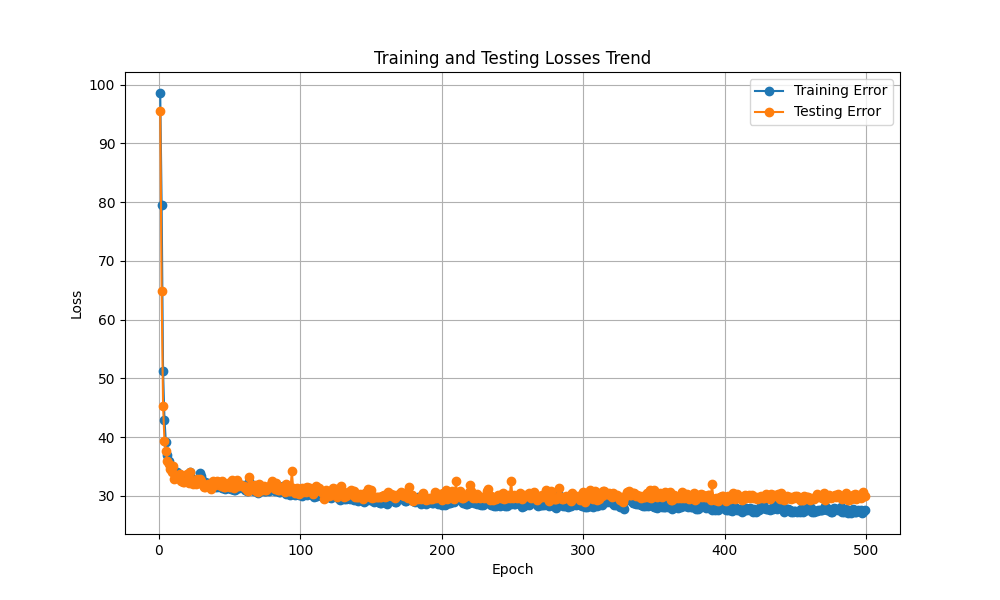 Training and Testing Losses Trend
Training Error
Testing Error
100
90
80
70
60
50
40
30
Loss
0 100 200 300 400 500
Epoch